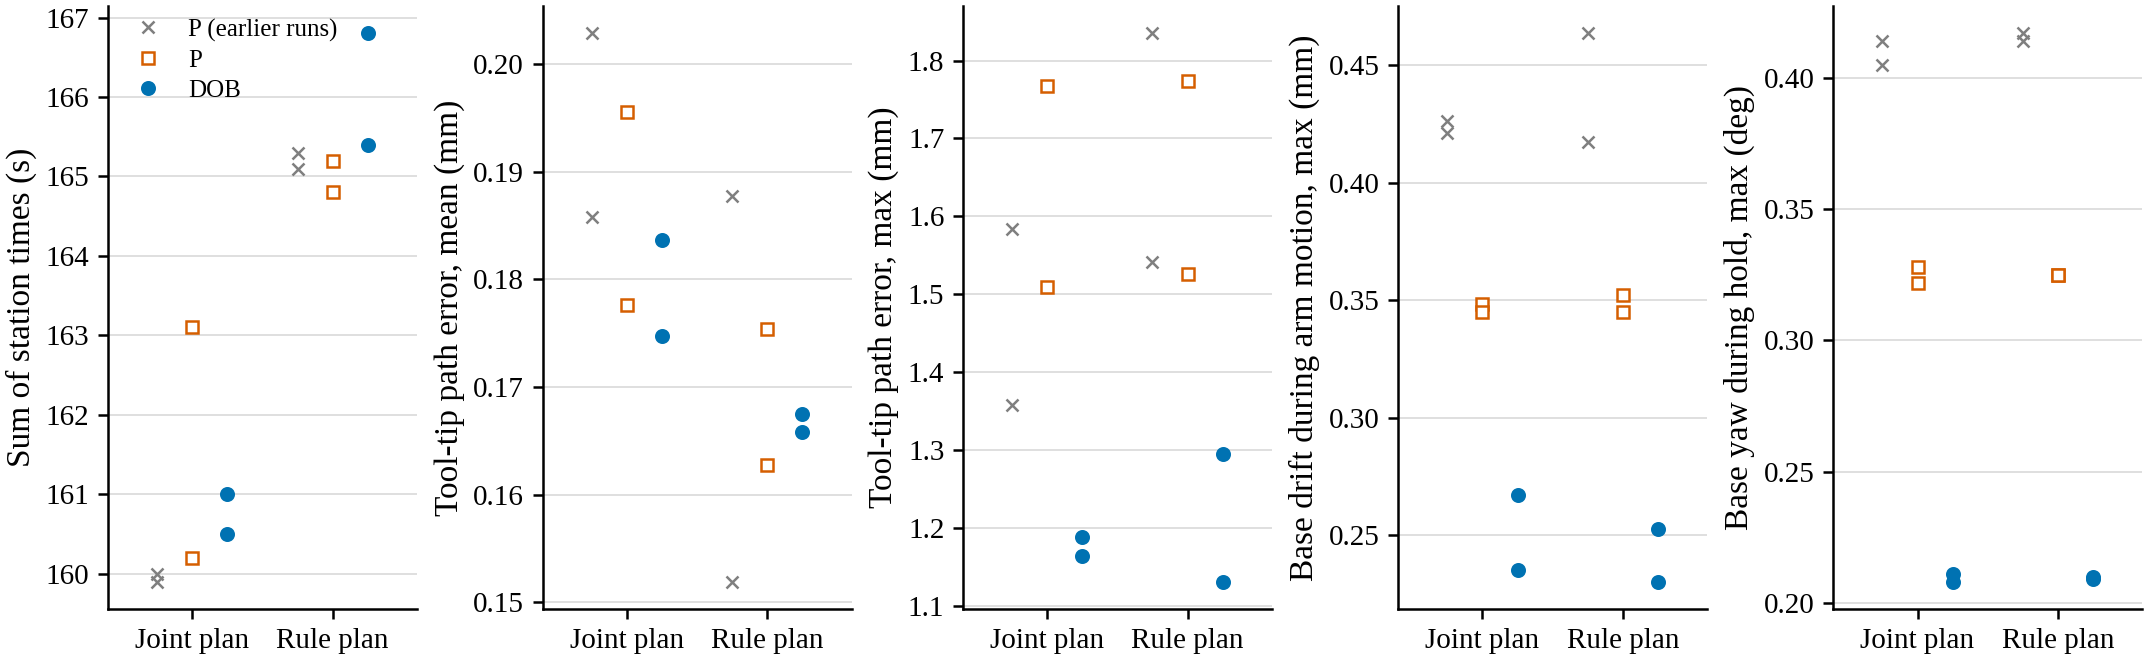 Sum of station times (s)
167
166
165
164
163
162
161
160
P (earlier runs)
P
DOB
Joint plan
Rule plan
Tool-tip path error, mean (mm)
0.20
0.19
0.18
0.17
0.16
0.15
Joint plan
Rule plan
Tool-tip path error, max (mm)
1.8
1.7
1.6
1.5
1.4
1.3
1.2
1.1
Joint plan
Rule plan
Base drift during arm motion, max (mm)
0.45
0.40
0.35
0.30
0.25
Joint plan
Rule plan
Base yaw during hold, max (deg)
0.40
0.35
0.30
0.25
0.20
Joint plan
Rule plan